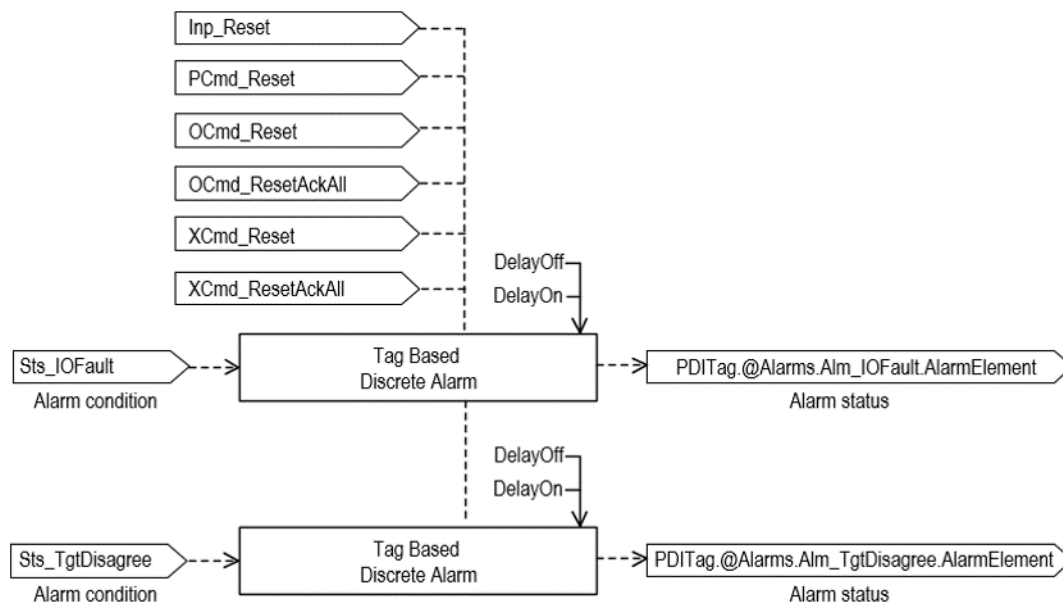 Inp_Reset
PCmd_Reset
OCmd_Reset
OCmd_ResetAckAll
XCmd_Reset
XCmd_ResetAckAll
DelayOff
DelayOn
Sts_IOFault
Alarm condition
Tag Based
Discrete Alarm
PDITag.@Alarms.Alm_IOFault.AlarmElement
Alarm status
DelayOff
DelayOn
Sts_TgtDisagree
Alarm condition
Tag Based
Discrete Alarm
PDITag.@Alarms.Alm_TgtDisagree.AlarmElement
Alarm status